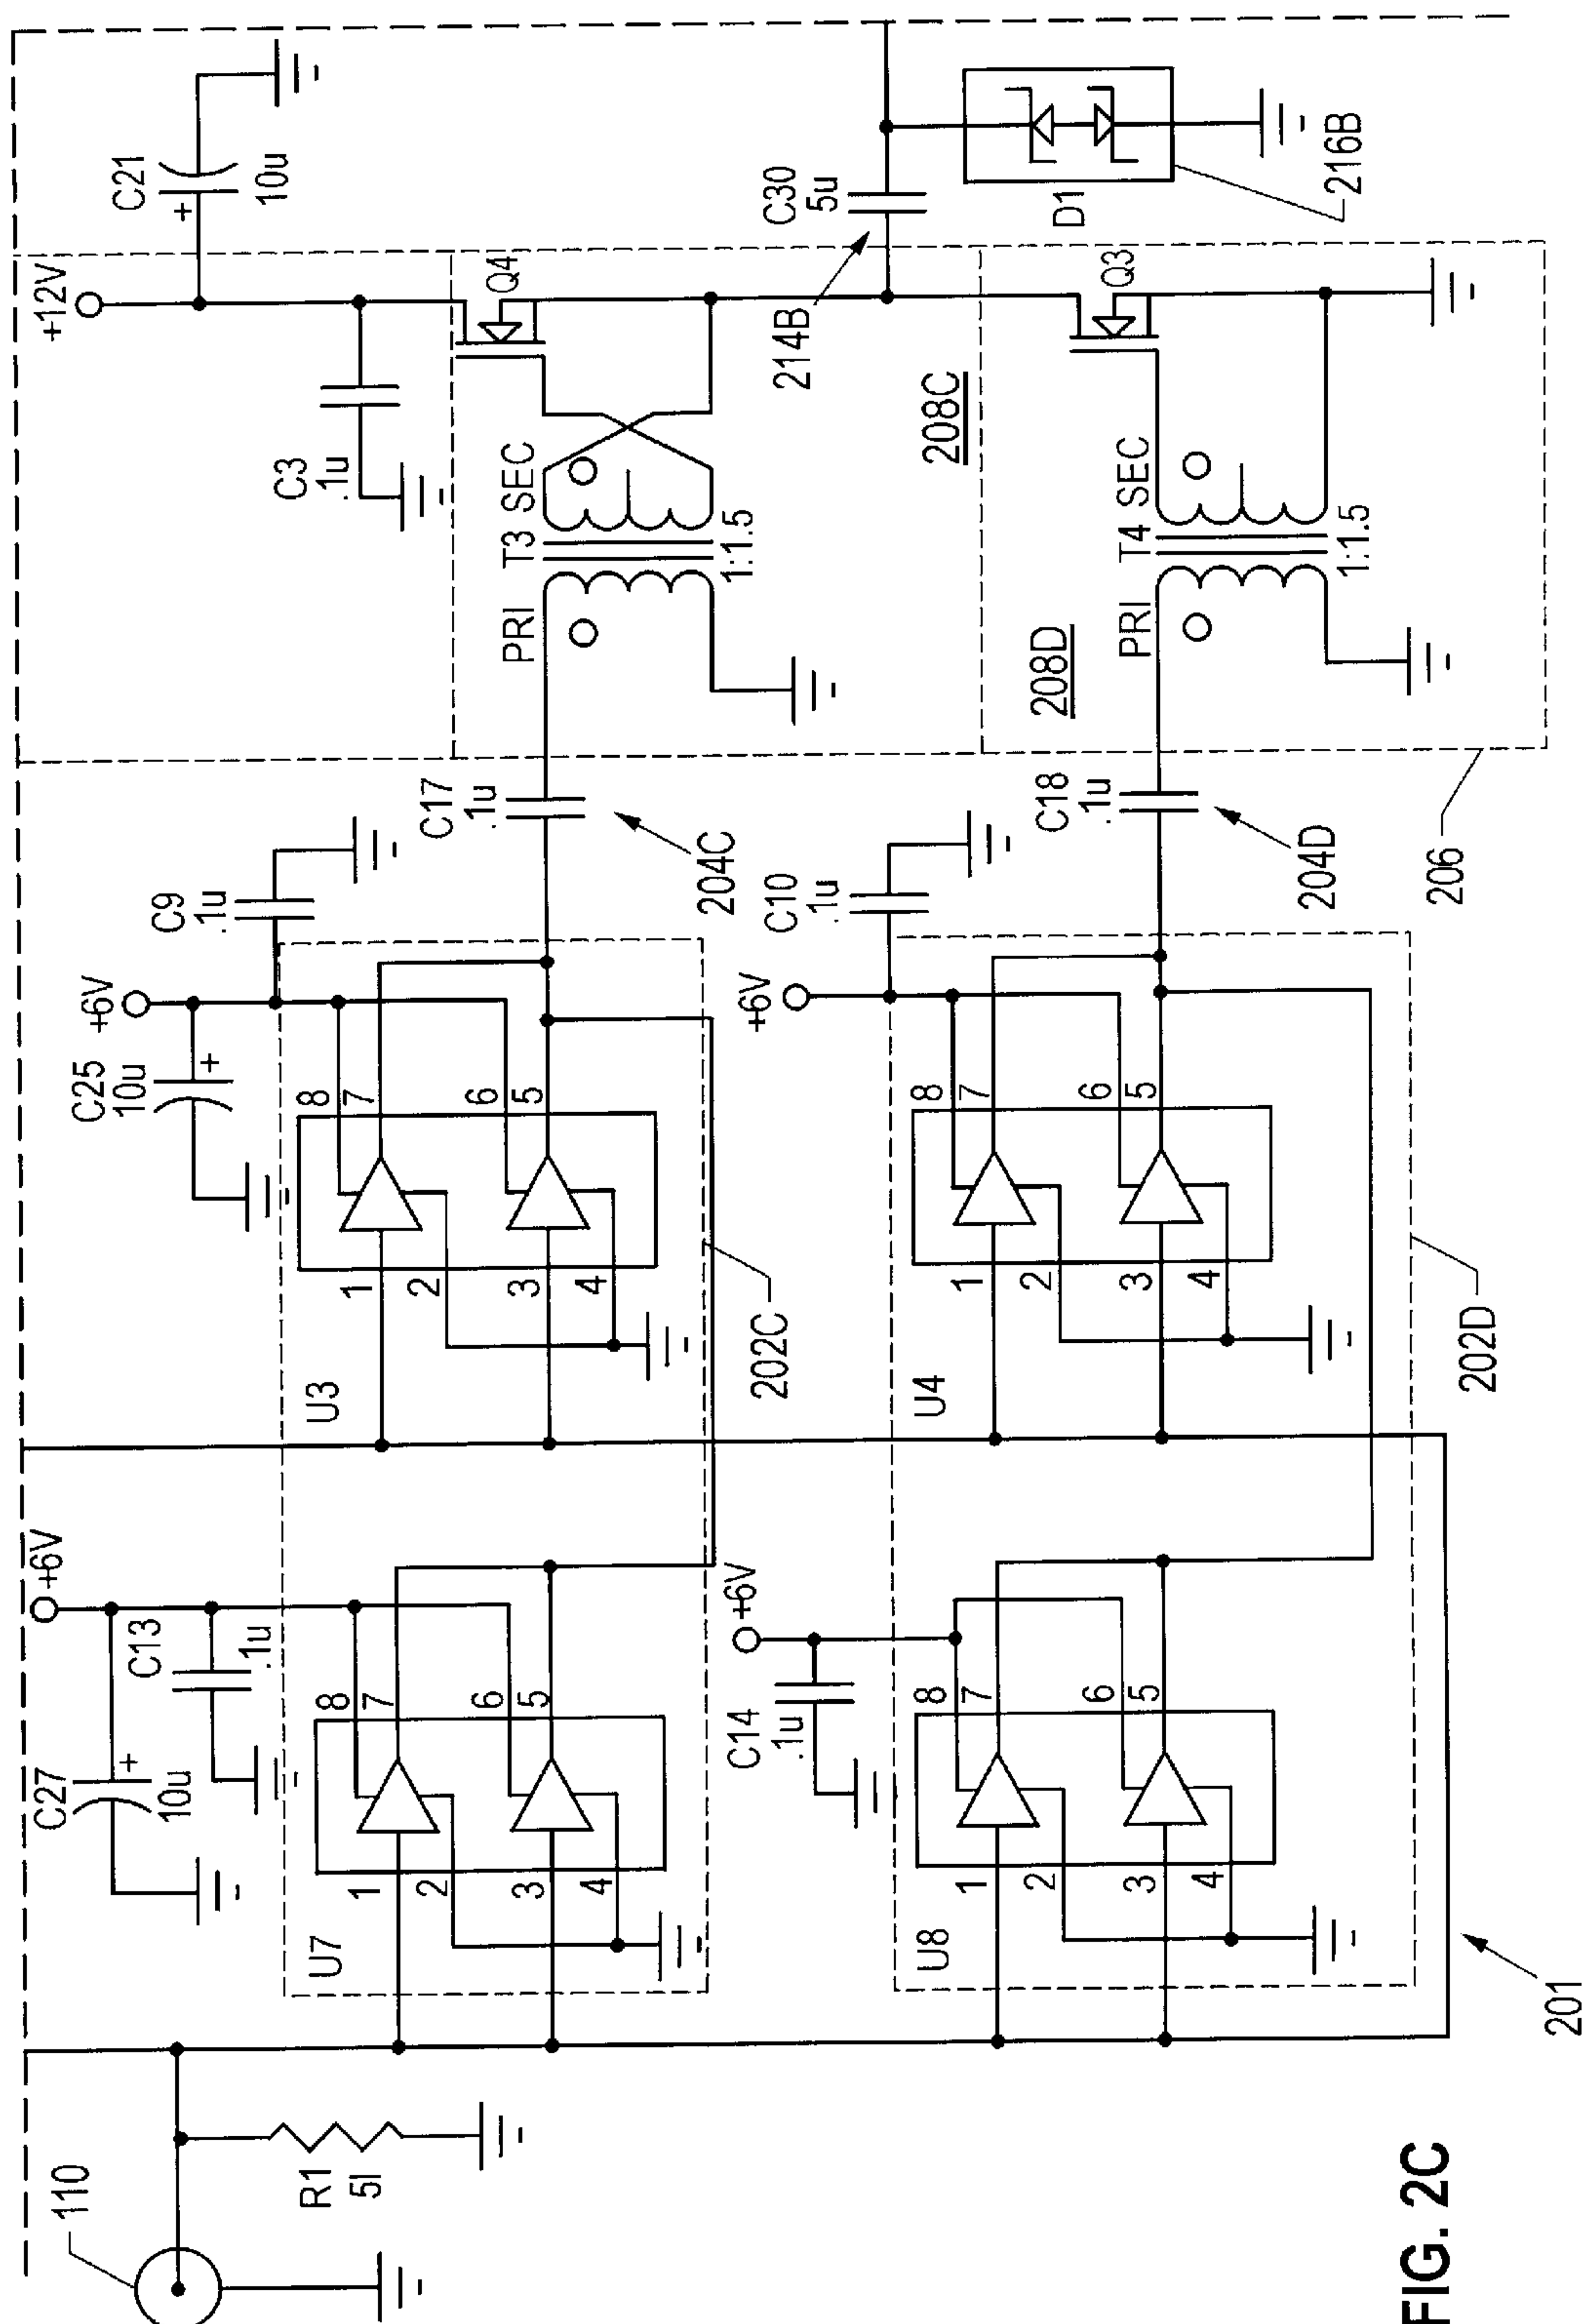 110
R1
5l
C27
10u
+6V
C13
.1u
U7
1
2
3
4
8
7
6
5
+6V
C14
.1u
U8
1
2
3
4
8
7
6
5
201
C25
10u
+6V
C9
.1u
U3
1
2
3
4
8
7
6
5
202C
+6V
C10
.1u
U4
1
2
3
4
8
7
6
5
202D
C17
.1u
204C
C18
.1u
204D
206
+12V
C21
+
10u
C3
.1u
PRI
T3
SEC
1:1.5
Q4
208C
PRI
T4
SEC
1:1.5
Q3
208D
214B
C30
5u
D1
216B
+
+
FIG. 2C